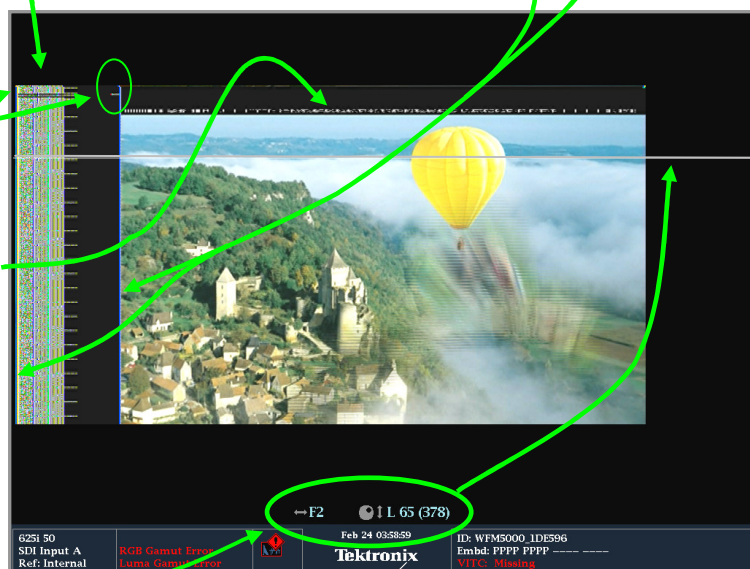 F2 L 65 (378)
625i 50
SDI Input A
Ref: Internal
RGB Gamut Error
Luma Gamut Error
Feb 24 03:58:59
Tektronix
ID: WFM5000_1DE596
Embd: PPPP PPPP ---- ----
VITC: Missing